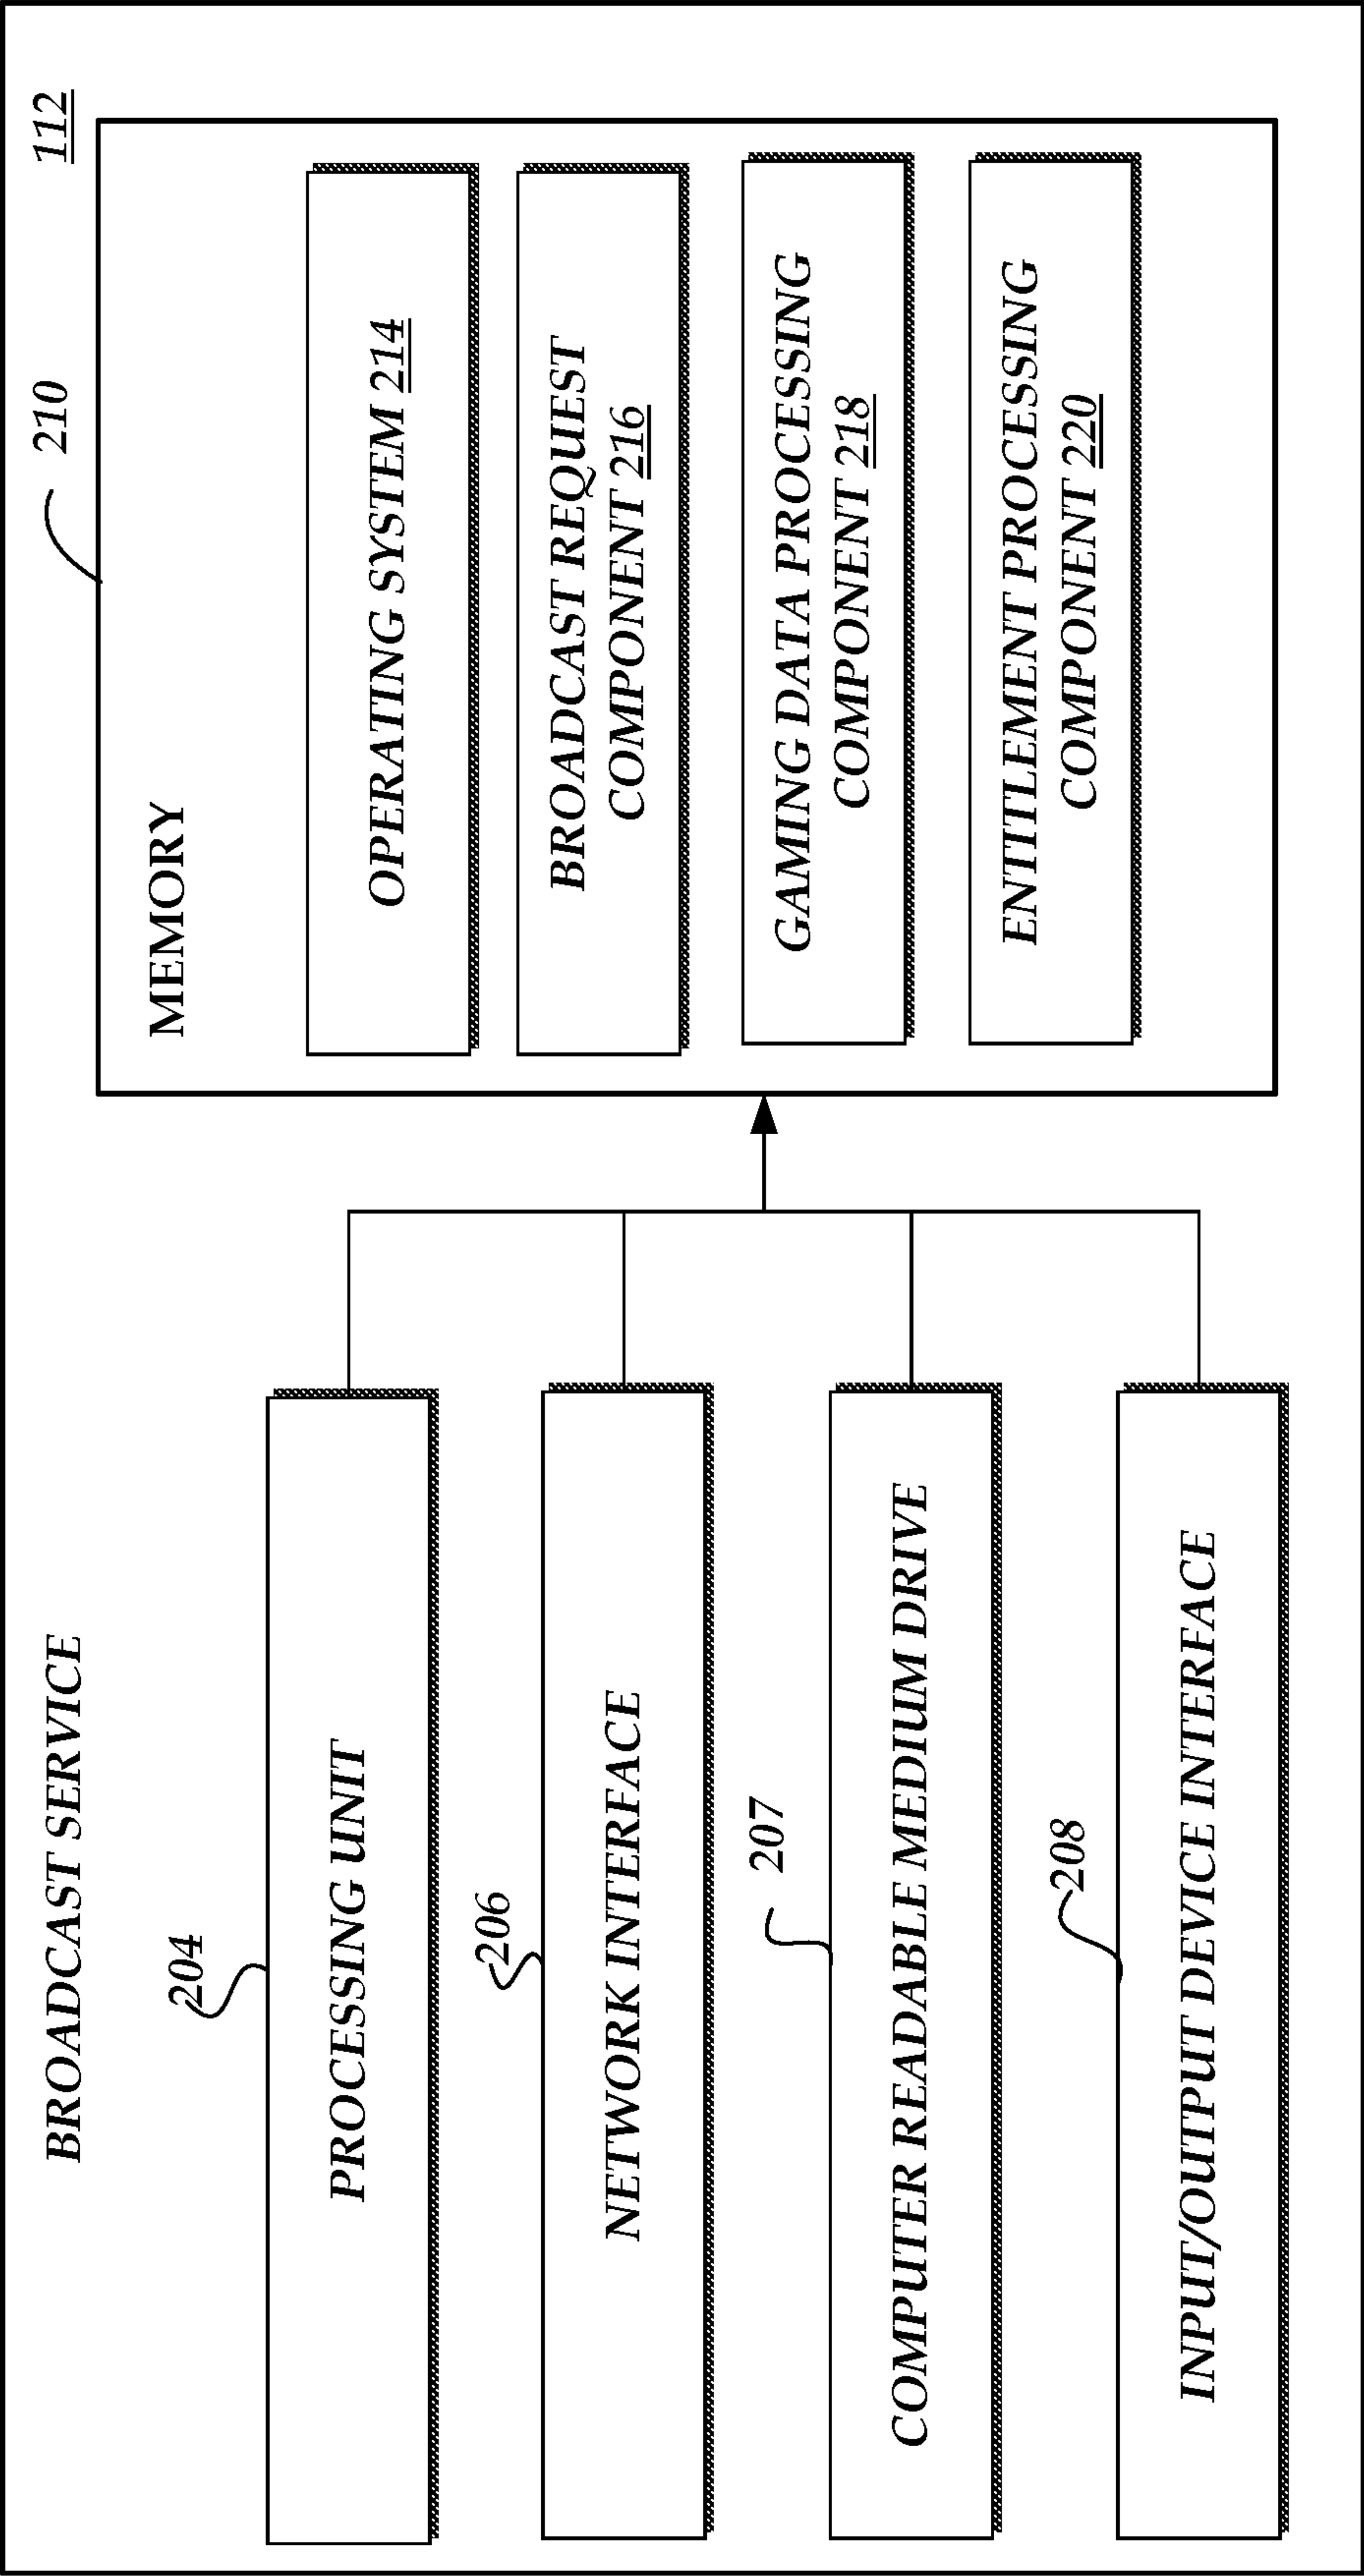 BROADCAST SERVICE
112
204
PROCESSING UNIT
206
NETWORK INTERFACE
207
COMPUTER READABLE MEDIUM DRIVE
208
INPUT/OUTPUT DEVICE INTERFACE
210
MEMORY
OPERATING SYSTEM 214
BROADCAST REQUEST
COMPONENT 216
GAMING DATA PROCESSING
COMPONENT 218
ENTITLEMENT PROCESSING
COMPONENT 220